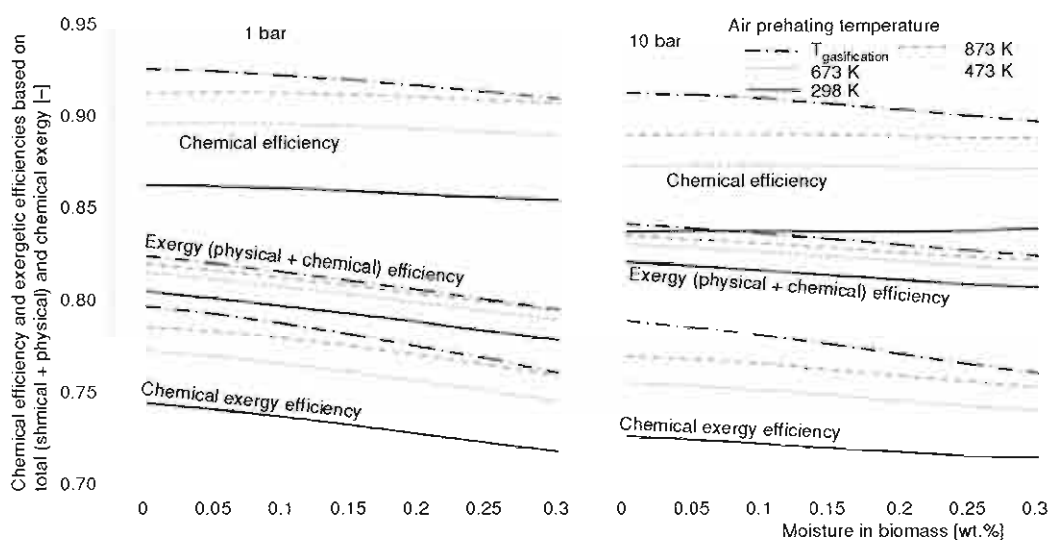 Chemical efficiency and exergetic efficiencies based on
total (shmical + physical) and chemical exergy [–]
0.95
0.90
0.85
0.80
0.75
0.70
1 bar
Chemical efficiency
Exergy (physical + chemical) efficiency
Chemical exergy efficiency
0 0.05 0.1 0.15 0.2 0.25 0.3
Air prehating temperature
10 bar
Tgasification 873 K
673 K 473 K
298 K
Chemical efficiency
Exergy (physical + chemical) efficiency
Chemical exergy efficiency
0 0.05 0.1 0.15 0.2 0.25 0.3
Moisture in biomass [wt.%]